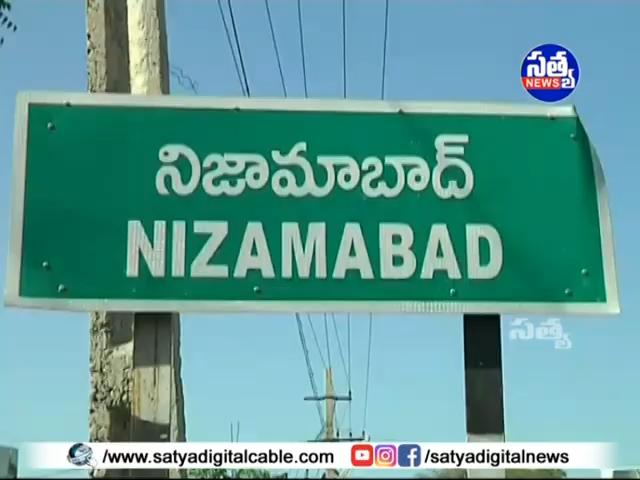 సత్య
NEWS
నిజామాబాద్
NIZAMABAD
సత్య
/www.satyadigitalcable.com/
/satyadigitalnews